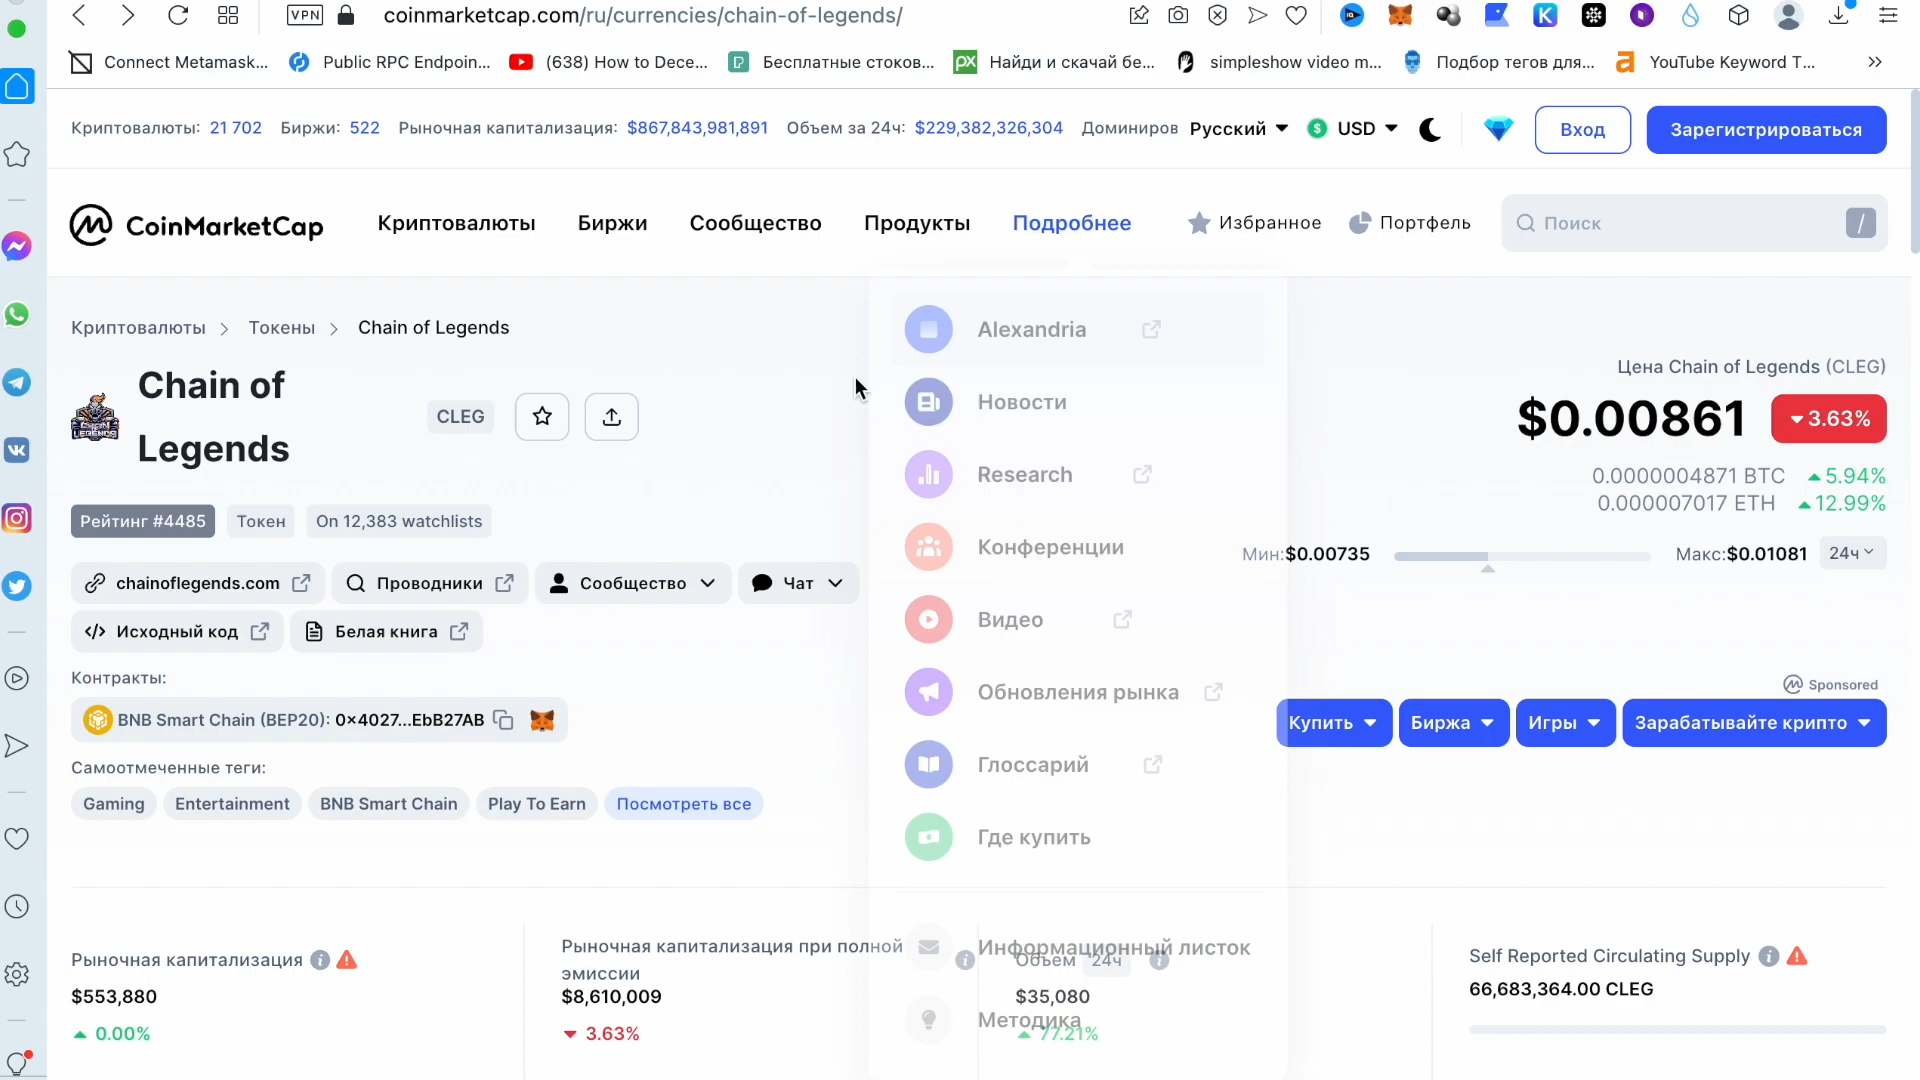 VPN
coinmarketcap.com/ru/currencies/chain-of-legends/
Connect Metamask...
Public RPC Endpoin...
(638) How to Dece...
Бесплатные стоков...
Найди и скачай бе...
simpleshow video m...
Подбор тегов для...
YouTube Keyword T...
Криптовалюты: 21 702
Биржи: 522
Рыночная капитализация: $867,843,981,891
Объем за 24ч: $229,382,326,304
Доминиров
Русский
USD
Вход
Зарегистрироваться
CoinMarketCap
Криптовалюты
Биржи
Сообщество
Продукты
Подробнее
Избранное
Портфель
Поиск
/
Криптовалюты > Токены > Chain of Legends
Chain of
Legends
CLEG
Рейтинг #4485
Токен
On 12,383 watchlists
chainoflegends.com
Проводники
Сообщество
Чат
Исходный код
Белая книга
Контракты:
BNB Smart Chain (BEP20): 0x4027...EbB27AB
Самоотмеченные теги:
Gaming
Entertainment
BNB Smart Chain
Play To Earn
Посмотреть все
Alexandria
Новости
Research
Конференции
Видео
Обновления рынка
Глоссарий
Где купить
Информационный листок
Методика
Цена Chain of Legends (CLEG)
$0.00861
3.63%
0.0000004871 BTC 5.94%
0.000007017 ETH 12.99%
Мин:$0.00735
Макс:$0.01081
24ч
Sponsored
Купить
Биржа
Игры
Зарабатывайте крипто
Рыночная капитализация
$553,880
0.00%
Рыночная капитализация при полной
эмиссии
$8,610,009
3.63%
Объем 24ч
$35,080
77.21%
Self Reported Circulating Supply
66,683,364.00 CLEG